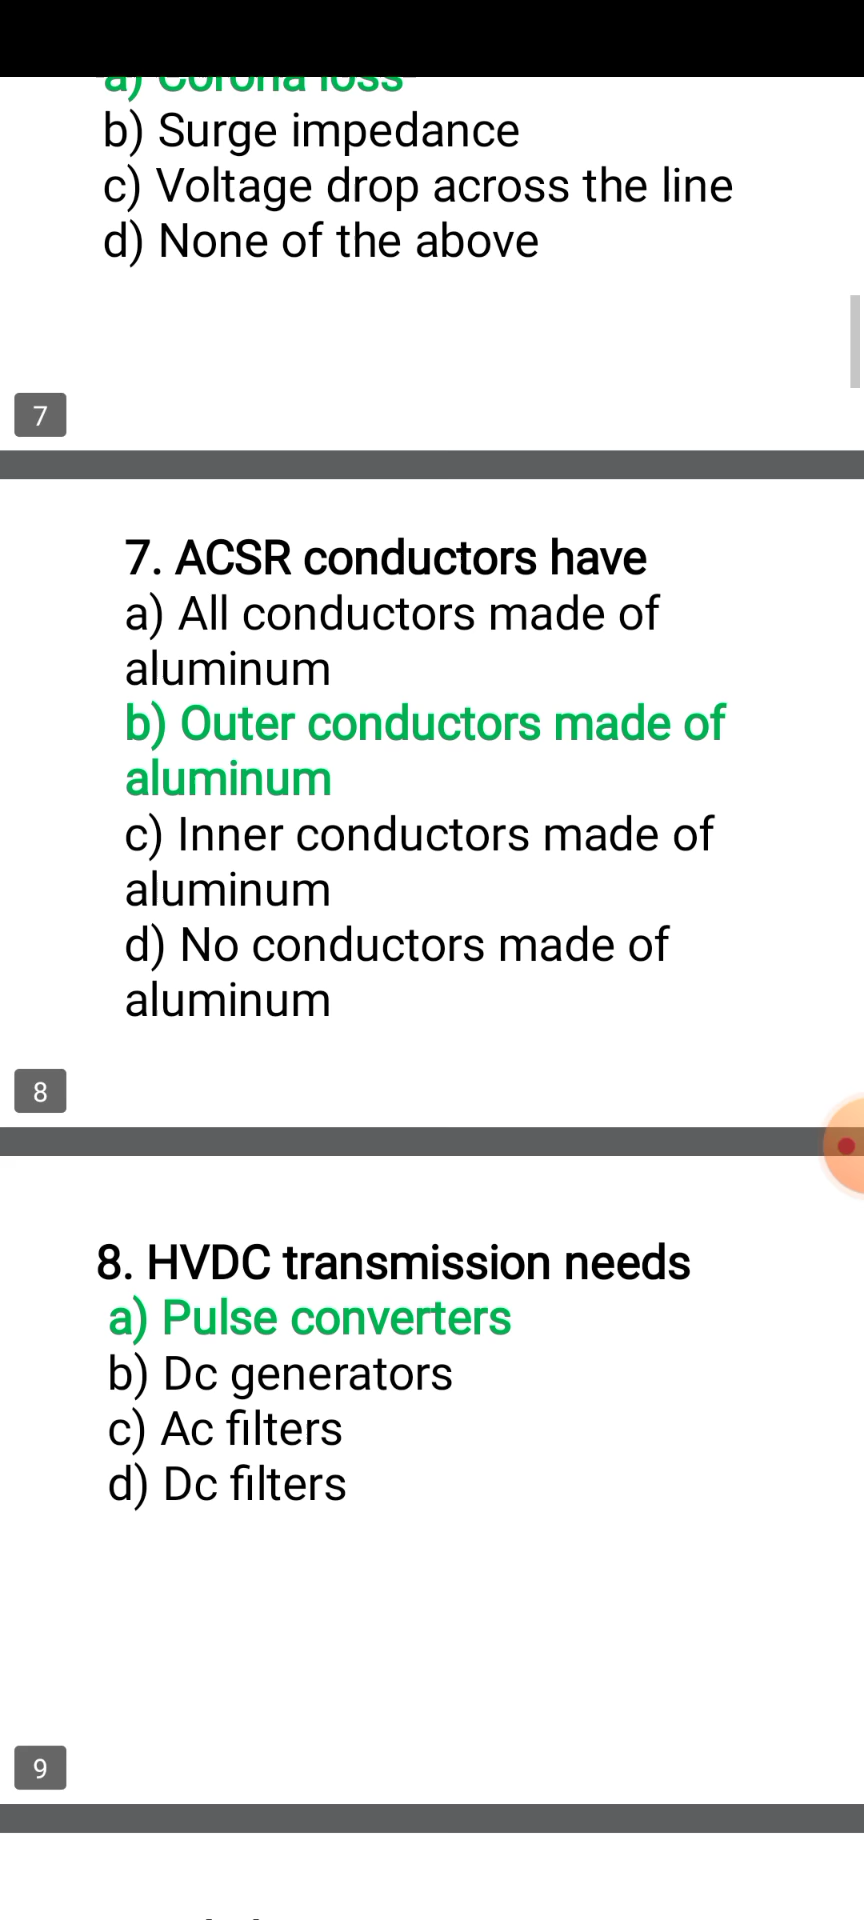 a) Corona loss
b) Surge impedance
c) Voltage drop across the line
d) None of the above
7
7. ACSR conductors have
a) All conductors made of
aluminum
b) Outer conductors made of
aluminum
c) Inner conductors made of
aluminum
d) No conductors made of
aluminum
8
8. HVDC transmission needs
a) Pulse converters
b) Dc generators
c) Ac filters
d) Dc filters
9